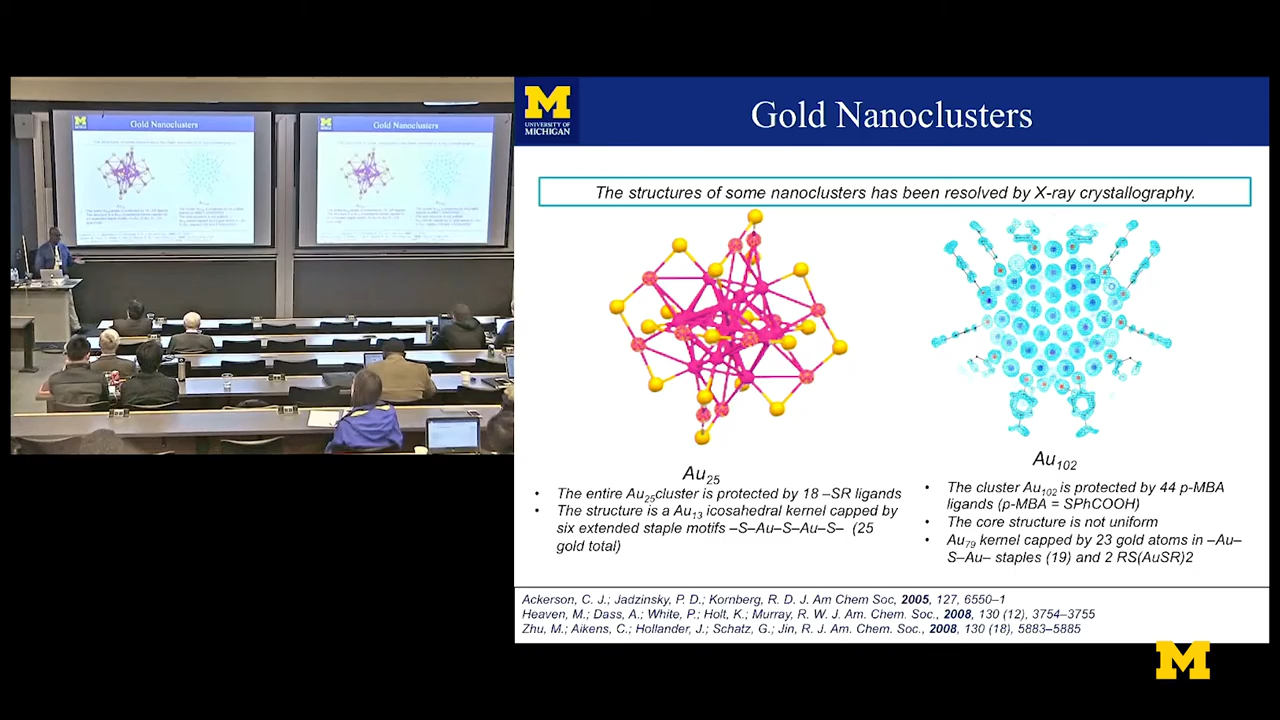 UNIVERSITY OF
MICHIGAN
Gold Nanoclusters
The structures of some nanoclusters has been resolved by X-ray crystallography.
Au25
• The entire Au25cluster is protected by 18 –SR ligands
• The structure is a Au13 icosahedral kernel capped by
six extended staple motifs –S–Au–S–Au–S– (25
gold total)
Au102
• The cluster Au102 is protected by 44 p-MBA
ligands (p-MBA = SPhCOOH)
• The core structure is not uniform
• Au79 kernel capped by 23 gold atoms in –Au–
S–Au– staples (19) and 2 RS(AuSR)2
Ackerson, C. J.; Jadzinsky, P. D.; Kornberg, R. D. J. Am Chem Soc, 2005, 127, 6550–1
Heaven, M.; Dass, A.; White, P.; Holt, K.; Murray, R. W. J. Am. Chem. Soc., 2008, 130 (12), 3754–3755
Zhu, M.; Aikens, C.; Hollander, J.; Schatz, G.; Jin, R. J. Am. Chem. Soc., 2008, 130 (18), 5883–5885
M
Gold Nanoclusters
Gold Nanoclusters